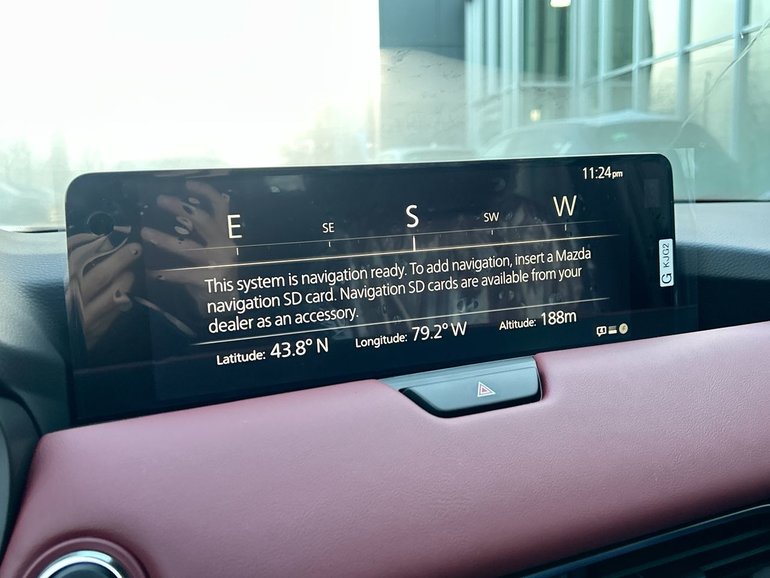 11:24pm
E SE S SW W
This system is navigation ready. To add navigation, insert a Mazda
navigation SD card. Navigation SD cards are available from your
dealer as an accessory.
Latitude: 43.8° N Longitude: 79.2° W Altitude: 188m
G KJG2